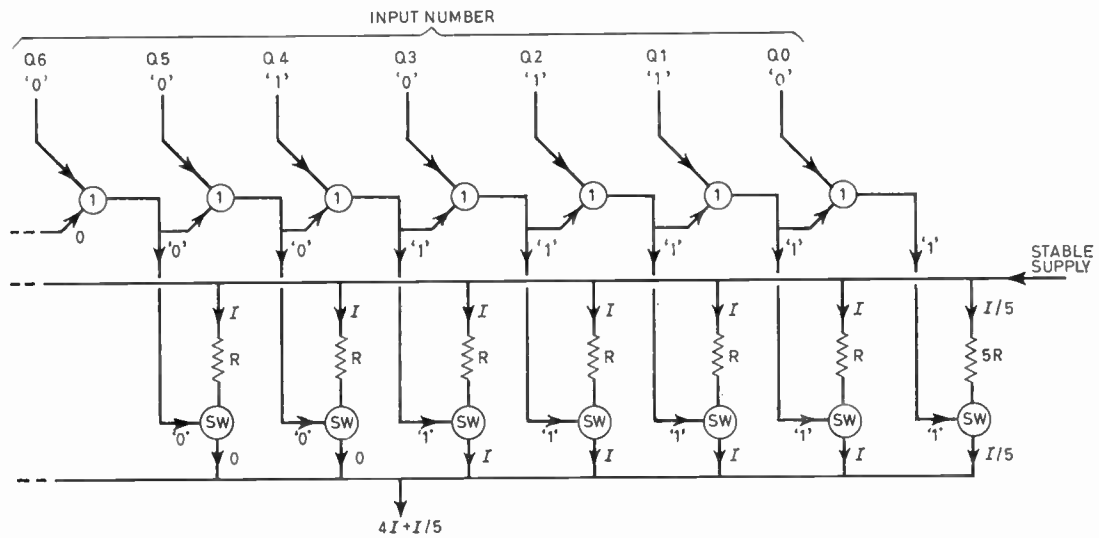 INPUT NUMBER
Q6 Q5 Q4 Q3 Q2 Q1 Q0
'0' '0' '1' '0' '1' '1' '0'
1 1 1 1 1 1 1
0 '0' '0' '1' '1' '1' '1' '1'
STABLE
SUPPLY
I I I I I I I/5
R R R R R R 5R
SW SW SW SW SW SW SW
'0' '0' '1' '1' '1' '1' '1'
0 0 I I I I I/5
4I+I/5